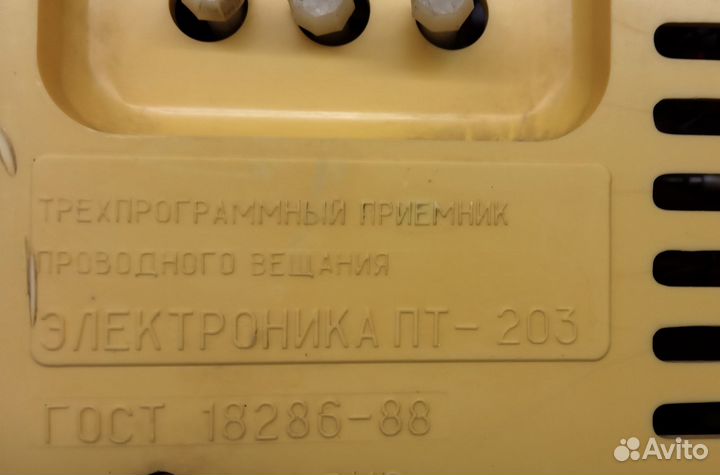 ТРЕХПРОГРАММНЫЙ ПРИЕМНИК
ПРОВОДНОГО ВЕЩАНИЯ
ЭЛЕКТРОНИКА ПТ-203
ГОСТ 18286-88
Avito